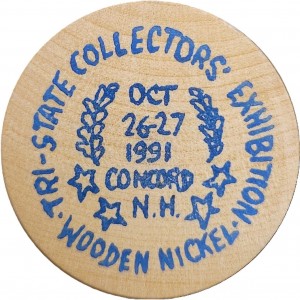 TRI-STATE COLLECTORS' EXHIBITION
OCT
26-27
1991
CONCORD
N.H.
WOODEN NICKEL